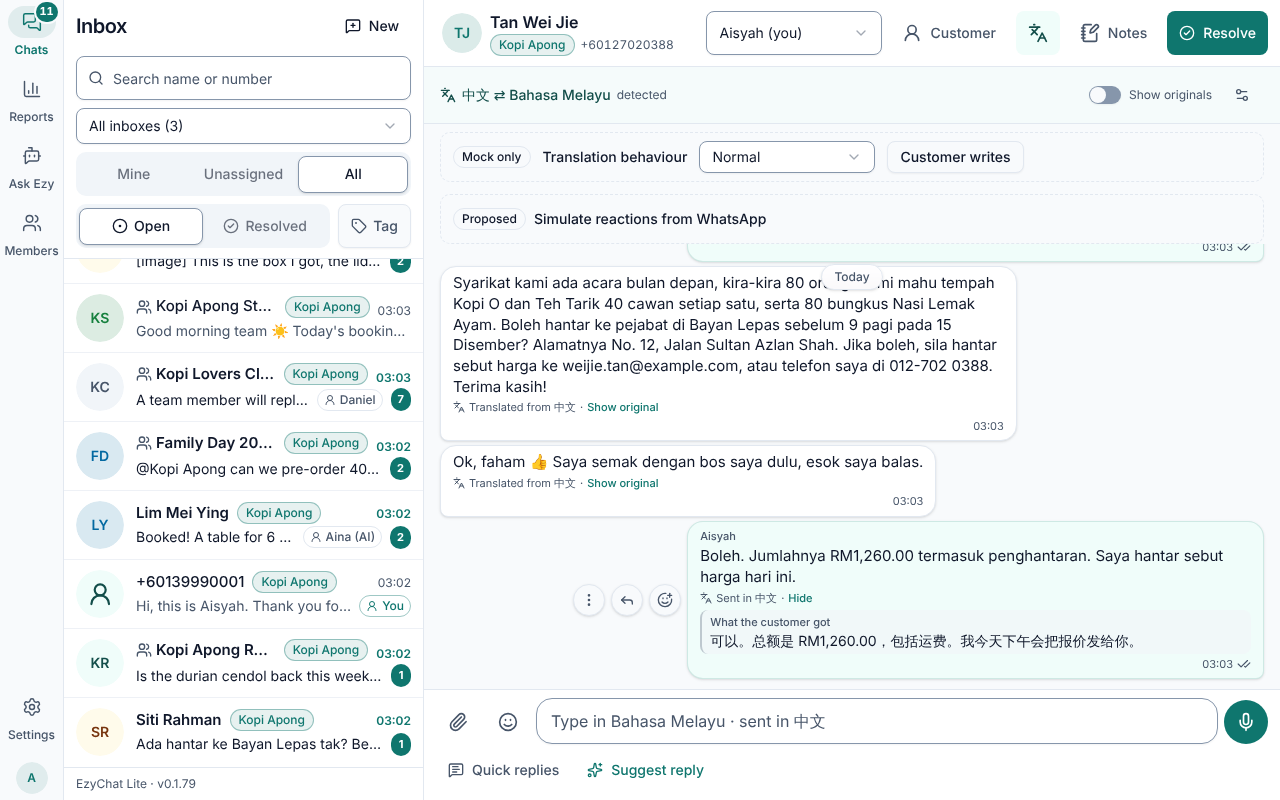 11
Chats
Reports
Ask Ezy
Members
Settings
A
Inbox
New
Search name or number
All inboxes (3)
Mine
Unassigned
All
Open
Resolved
Tag
[Image] This is the box I got, the lid...
2
KS
Kopi Apong St...
Kopi Apong
03:03
Good morning team ☀️ Today's bookin...
KC
Kopi Lovers Cl...
Kopi Apong
03:03
A team member will repl...
Daniel
7
FD
Family Day 20...
Kopi Apong
03:02
@Kopi Apong can we pre-order 40...
2
LY
Lim Mei Ying
Kopi Apong
03:02
Booked! A table for 6 ...
Aina (AI)
2
+60139990001
Kopi Apong
03:02
Hi, this is Aisyah. Thank you fo...
You
KR
Kopi Apong R...
Kopi Apong
03:02
Is the durian cendol back this week...
1
SR
Siti Rahman
Kopi Apong
03:02
Ada hantar ke Bayan Lepas tak? Be...
1
EzyChat Lite · v0.1.79
TJ
Tan Wei Jie
Kopi Apong
+60127020388
Aisyah (you)
Customer
Notes
Resolve
中文 ⇄ Bahasa Melayu detected
Show originals
Mock only
Translation behaviour
Normal
Customer writes
Proposed
Simulate reactions from WhatsApp
03:03
Today
Syarikat kami ada acara bulan depan, kira-kira 80 mahu tempah
Kopi O dan Teh Tarik 40 cawan setiap satu, serta 80 bungkus Nasi Lemak
Ayam. Boleh hantar ke pejabat di Bayan Lepas sebelum 9 pagi pada 15
Disember? Alamatnya No. 12, Jalan Sultan Azlan Shah. Jika boleh, sila hantar
sebut harga ke weijie.tan@example.com, atau telefon saya di 012-702 0388.
Terima kasih!
Translated from 中文 · Show original
03:03
Ok, faham 👍 Saya semak dengan bos saya dulu, esok saya balas.
Translated from 中文 · Show original
03:03
Aisyah
Boleh. Jumlahnya RM1,260.00 termasuk penghantaran. Saya hantar sebut
harga hari ini.
Sent in 中文 · Hide
What the customer got
可以。总额是 RM1,260.00，包括运费。我今天下午会把报价发给你。
03:03
Type in Bahasa Melayu · sent in 中文
Quick replies
Suggest reply